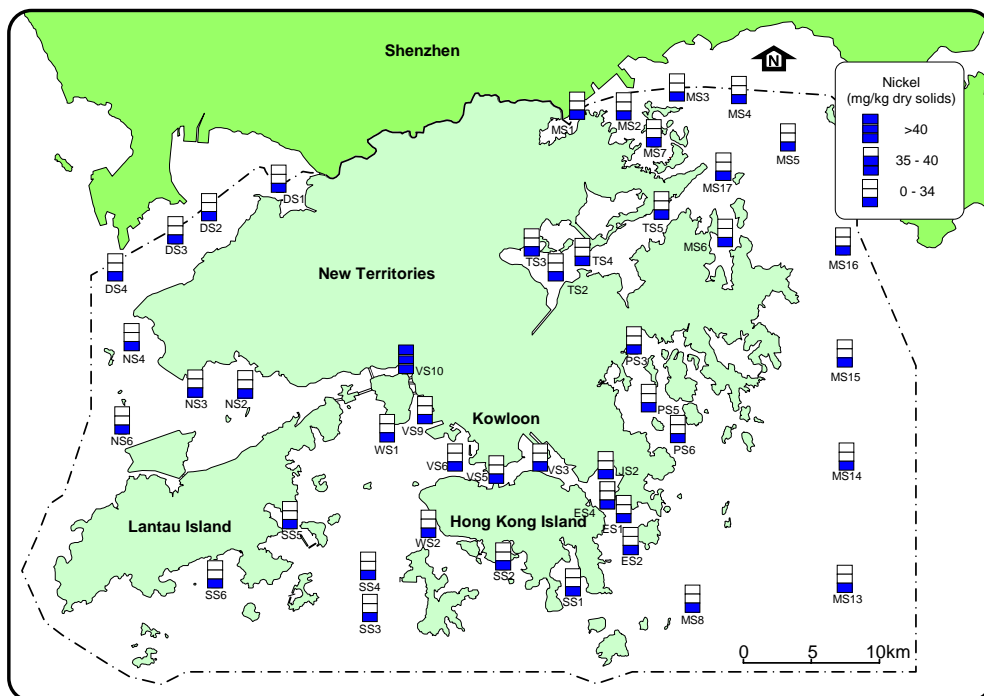 Shenzhen
N
Nickel
(mg/kg dry solids)
>40
35 - 40
0 - 34
MS1
MS2
MS3
MS4
MS7
MS5
MS17
DS1
DS2
DS3
DS4
TS5
MS6
TS3
TS4
TS2
MS16
New Territories
NS4
NS3
NS2
NS6
VS10
PS3
MS15
PS5
PS6
Kowloon
VS9
WS1
VS6
VS5
VS3
JS2
MS14
ES4
ES1
ES2
Lantau Island
Hong Kong Island
SS5
WS2
SS2
SS1
SS6
SS4
SS3
MS8
MS13
0
10km